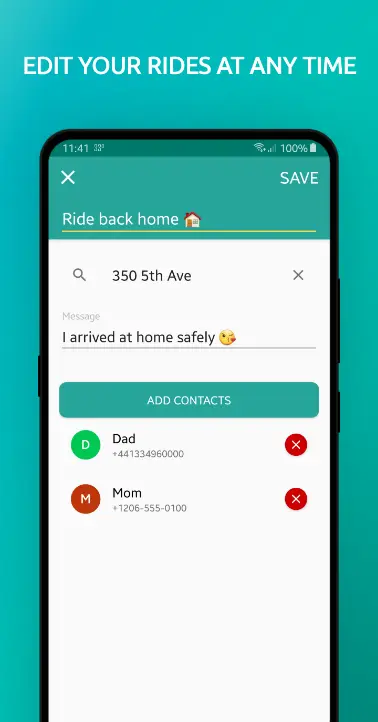 EDIT YOUR RIDES AT ANY TIME
11:41
100%
SAVE
Ride back home 🏠
350 5th Ave
Message
I arrived at home safely 😘
ADD CONTACTS
D
Dad
+441334960000
M
Mom
+1206-555-0100